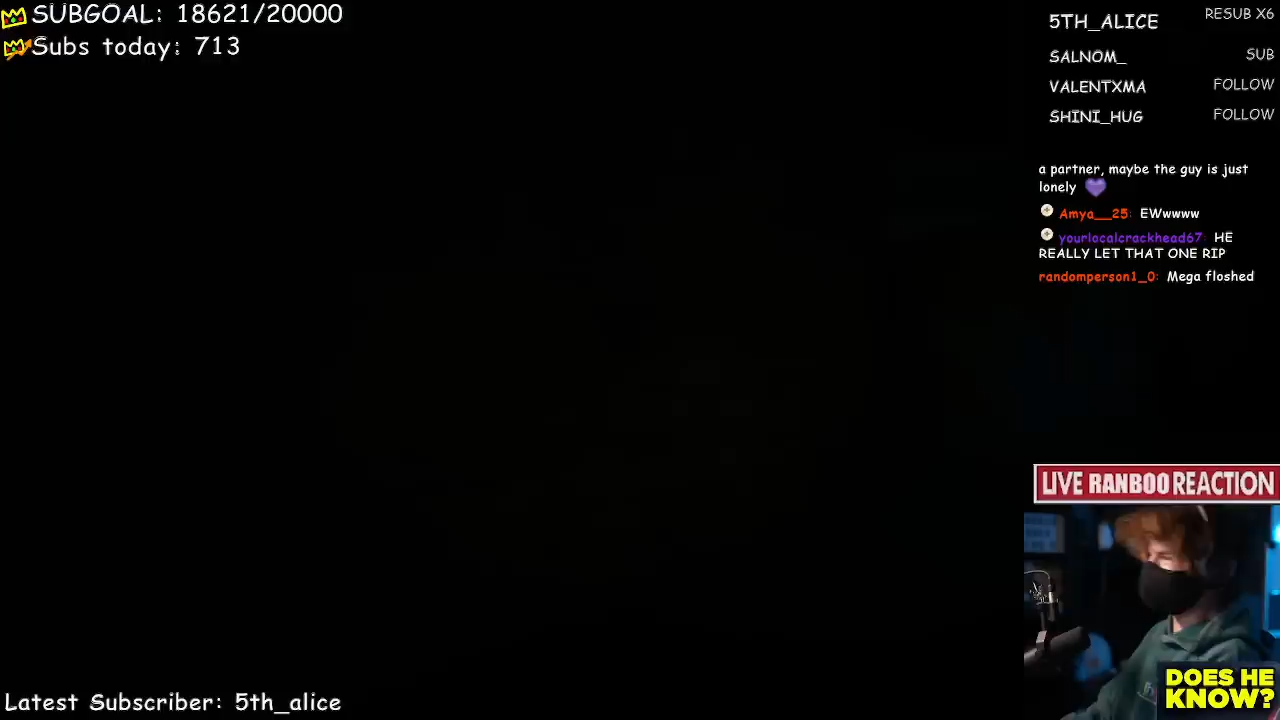 SUBGOAL: 18621/20000
Subs today: 713
5TH_ALICE RESUB X6
SALNOM_ SUB
VALENTXMA FOLLOW
SHINI_HUG FOLLOW
a partner, maybe the guy is just
lonely
Amya__25: EWwwww
yourlocalcrackhead67: HE
REALLY LET THAT ONE RIP
randomperson1_0: Mega floshed
LIVE RANBOO REACTION
DOES HE
KNOW?
Latest Subscriber: 5th_alice